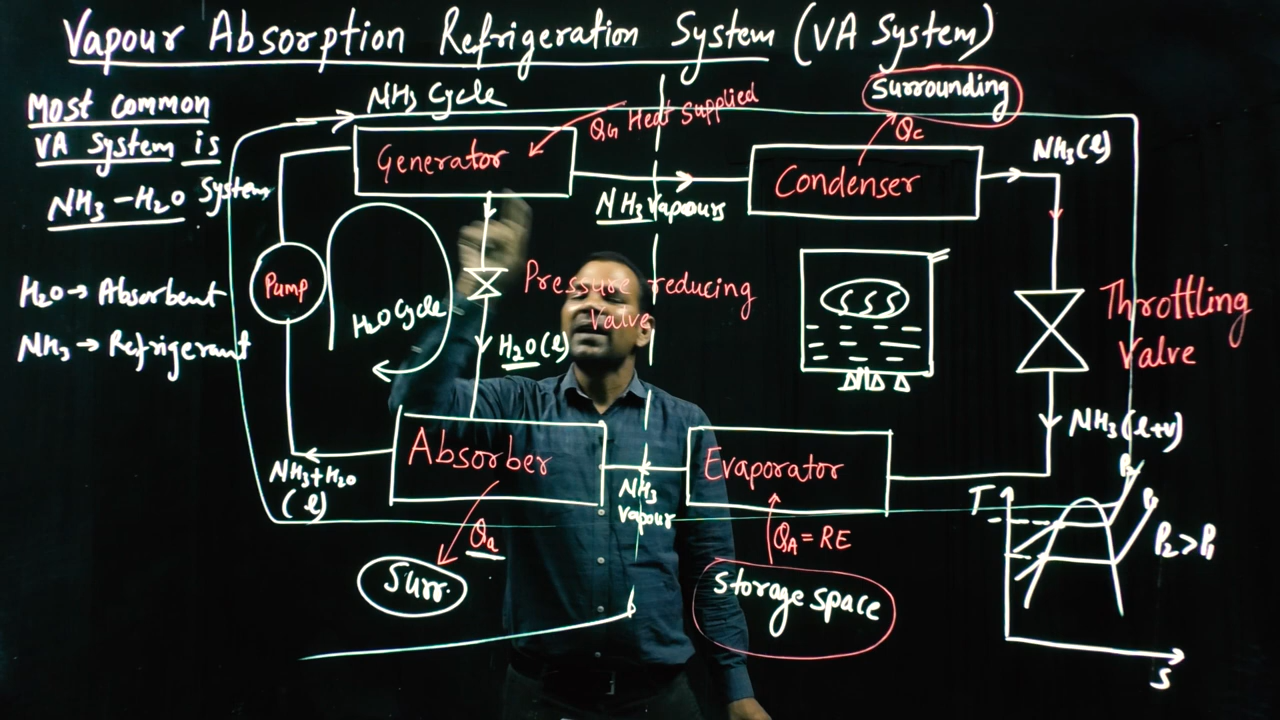 Vapour Absorption Refrigeration System (VA System)
Most common
VA System is
NH3 - H2O System
H2O → Absorbent
NH3 → Refrigerant
NH3 Cycle
Generator
QG Heat Supplied
NH3 Vapours
Condenser
Qc
Surrounding
NH3(l)
Throttling
Valve
NH3(l+v)
Pump
H2O Cycle
Pressure reducing
Valve
H2O(l)
Absorber
NH3+H2O
(l)
Qa
Surr.
NH3
Vapour
Evaporator
QA = RE
Storage space
T
P2
P1
P2 > P1
S